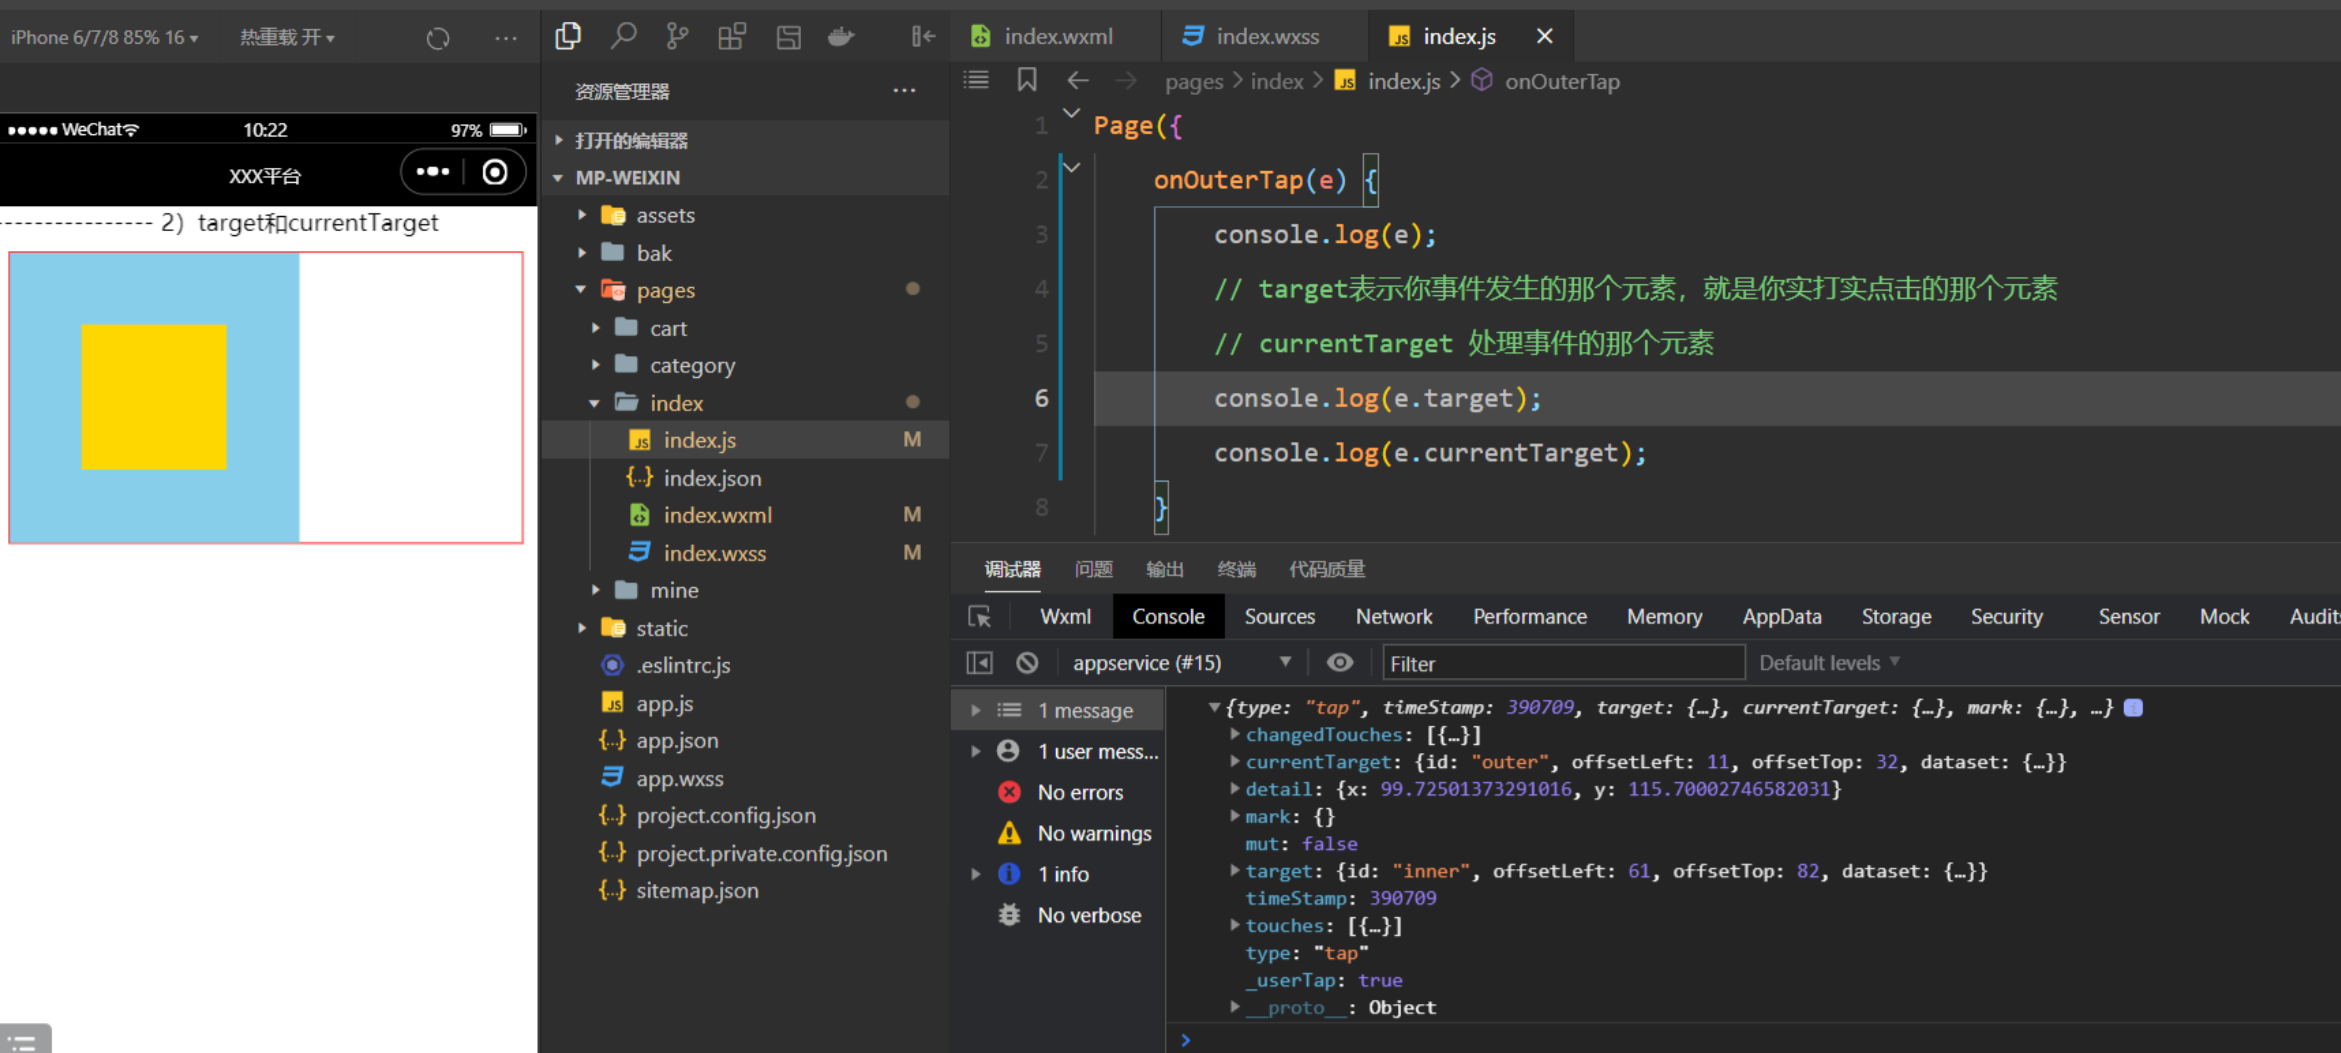 iPhone 6/7/8 85% 16
热重载 开
WeChat
10:22
97%
XXX平台
---------------- 2）target和currentTarget
资源管理器
打开的编辑器
MP-WEIXIN
assets
bak
pages
cart
category
index
index.js M
index.json
index.wxml M
index.wxss M
mine
static
.eslintrc.js
app.js
app.json
app.wxss
project.config.json
project.private.config.json
sitemap.json
index.wxml
index.wxss
index.js
pages > index > index.js > onOuterTap
1 Page({
2 onOuterTap(e) {
3 console.log(e);
4 // target表示你事件发生的那个元素，就是你实打实点击的那个元素
5 // currentTarget 处理事件的那个元素
6 console.log(e.target);
7 console.log(e.currentTarget);
8 }
调试器 问题 输出 终端 代码质量
Wxml Console Sources Network Performance Memory AppData Storage Security Sensor Mock Audits
appservice (#15)
Filter
Default levels
1 message
1 user mess...
No errors
No warnings
1 info
No verbose
{type: "tap", timeStamp: 390709, target: {…}, currentTarget: {…}, mark: {…}, …}
changedTouches: [{…}]
currentTarget: {id: "outer", offsetLeft: 11, offsetTop: 32, dataset: {…}}
detail: {x: 99.72501373291016, y: 115.70002746582031}
mark: {}
mut: false
target: {id: "inner", offsetLeft: 61, offsetTop: 82, dataset: {…}}
timeStamp: 390709
touches: [{…}]
type: "tap"
_userTap: true
__proto__: Object